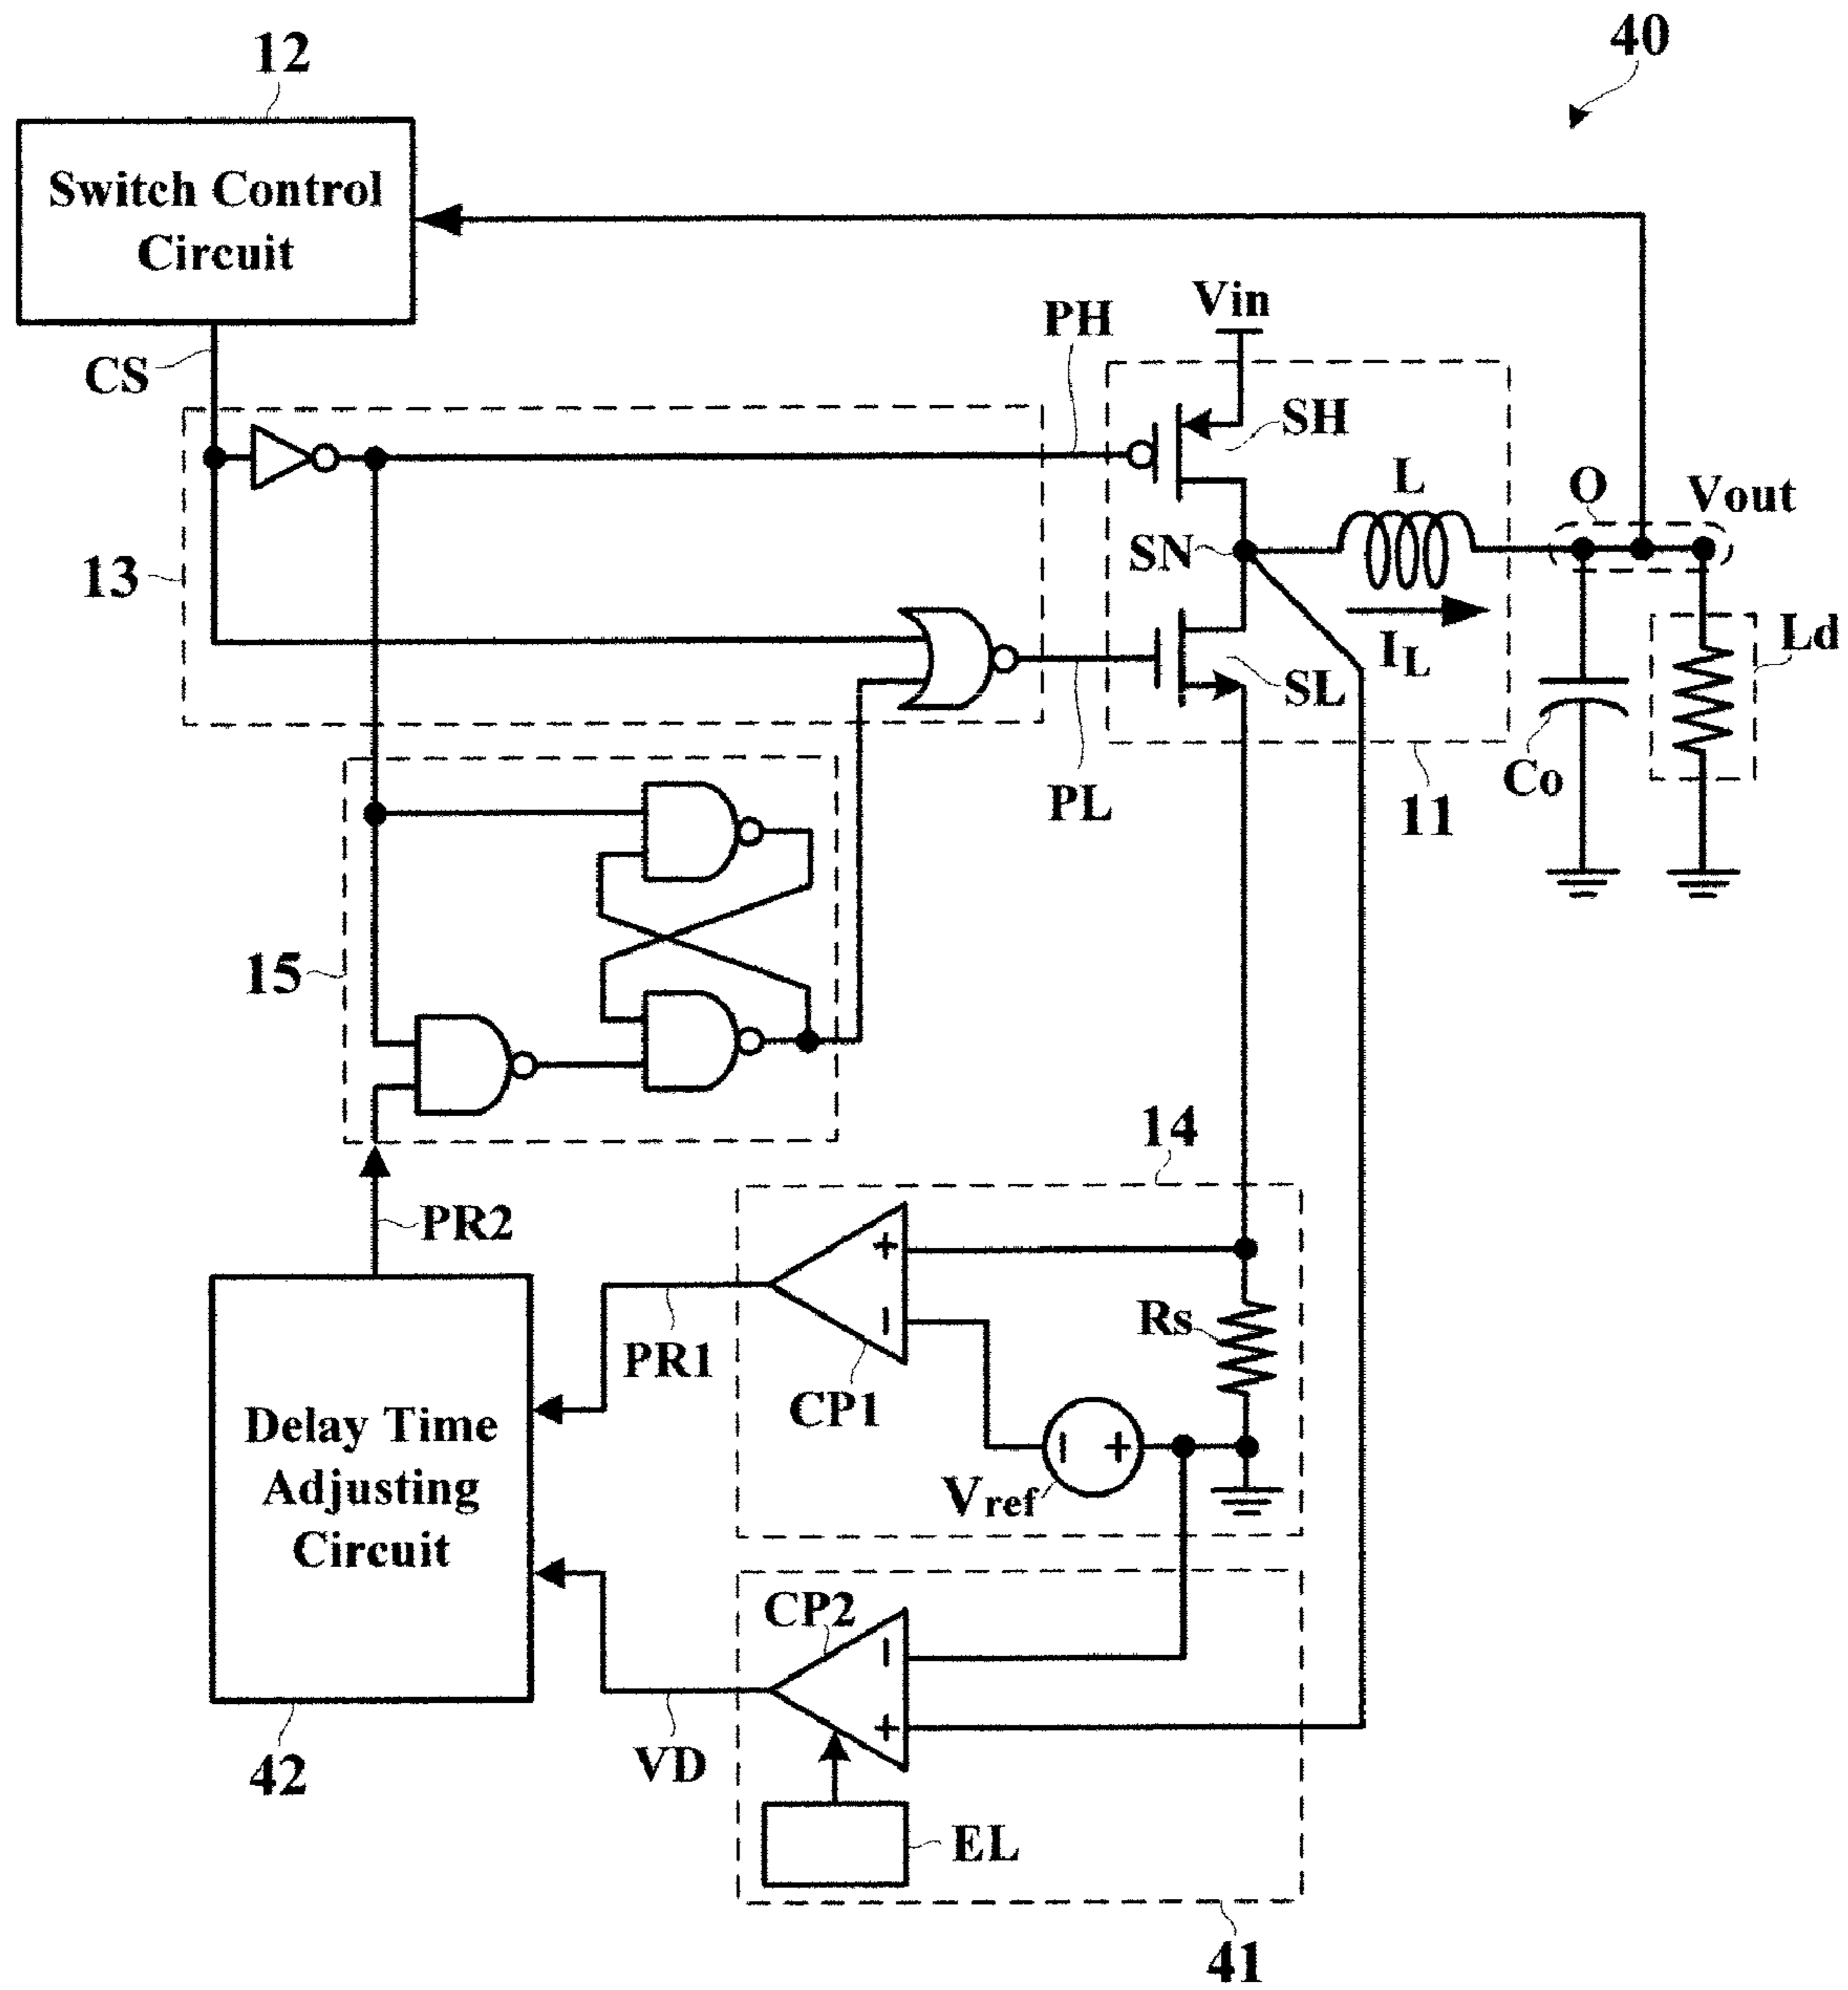 40
12
Switch Control
Circuit
CS
PH
Vin
SH
L
O
Vout
SN
13
IL
Ld
SL
Co
PL
11
15
14
PR2
+
Rs
PR1
CP1
-
Delay Time
Adjusting
Circuit
- +
Vref
CP2
-
+
VD
42
EL
41